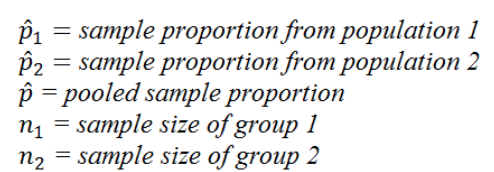 p̂₁ = sample proportion from population 1
p̂₂ = sample proportion from population 2
p̂ = pooled sample proportion
n₁ = sample size of group 1
n₂ = sample size of group 2